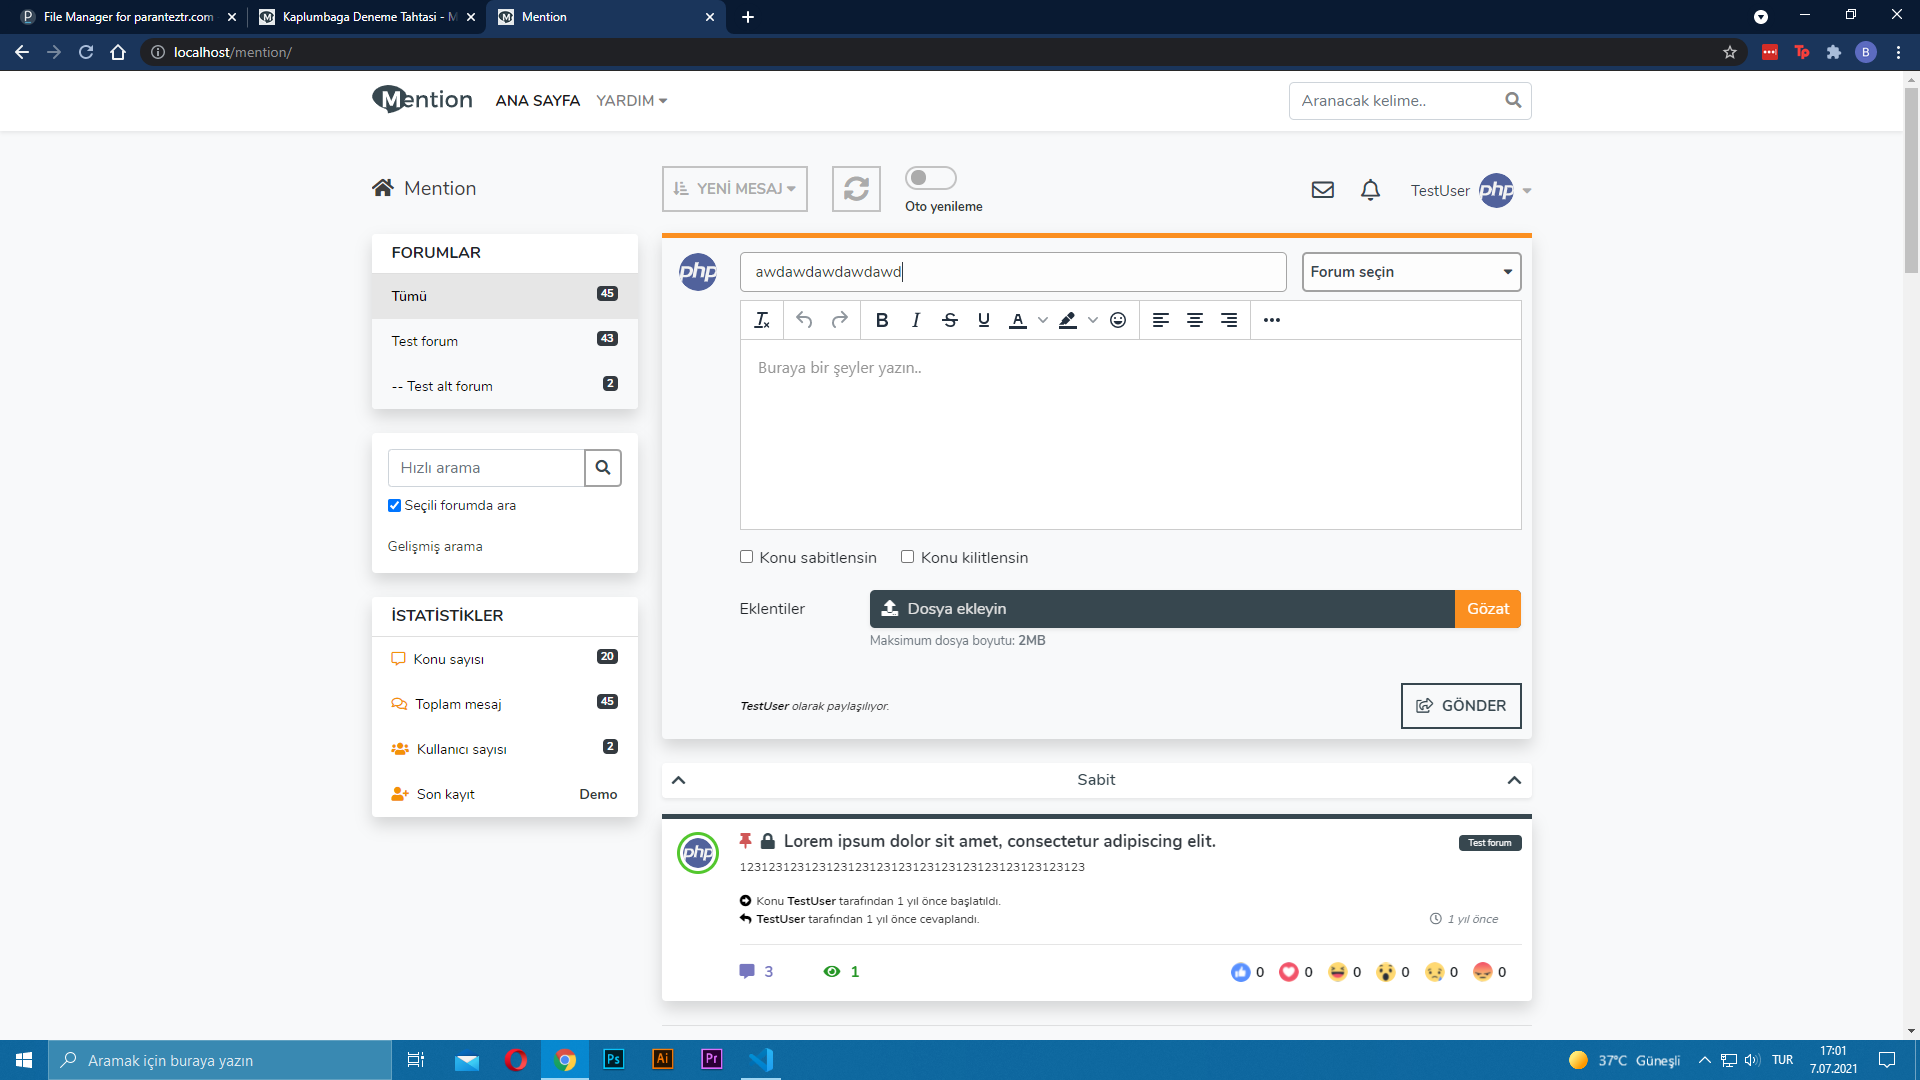 File Manager for paranteztr.com
Kaplumbaga Deneme Tahtasi - M
Mention
localhost/mention/
B
Mention
ANA SAYFA
YARDIM
Aranacak kelime..
Mention
YENİ MESAJ
Oto yenileme
TestUser
php
FORUMLAR
Tümü 45
Test forum 43
-- Test alt forum 2
Hızlı arama
Seçili forumda ara
Gelişmiş arama
İSTATİSTİKLER
Konu sayısı 20
Toplam mesaj 45
Kullanıcı sayısı 2
Son kayıt Demo
php
awdawdawdawdawd
Forum seçin
B I S U A
Buraya bir şeyler yazın..
Konu sabitlensin
Konu kilitlensin
Eklentiler
Dosya ekleyin
Gözat
Maksimum dosya boyutu: 2MB
TestUser olarak paylaşılıyor.
GÖNDER
Sabit
php
Lorem ipsum dolor sit amet, consectetur adipiscing elit.
Test forum
123123123123123123123123123123123123123123123123
Konu TestUser tarafından 1 yıl önce başlatıldı.
TestUser tarafından 1 yıl önce cevaplandı.
1 yıl önce
3 1
0 0 0 0 0 0
Aramak için buraya yazın
Ps
Ai
Pr
37°C Güneşli
TUR
17:01
7.07.2021